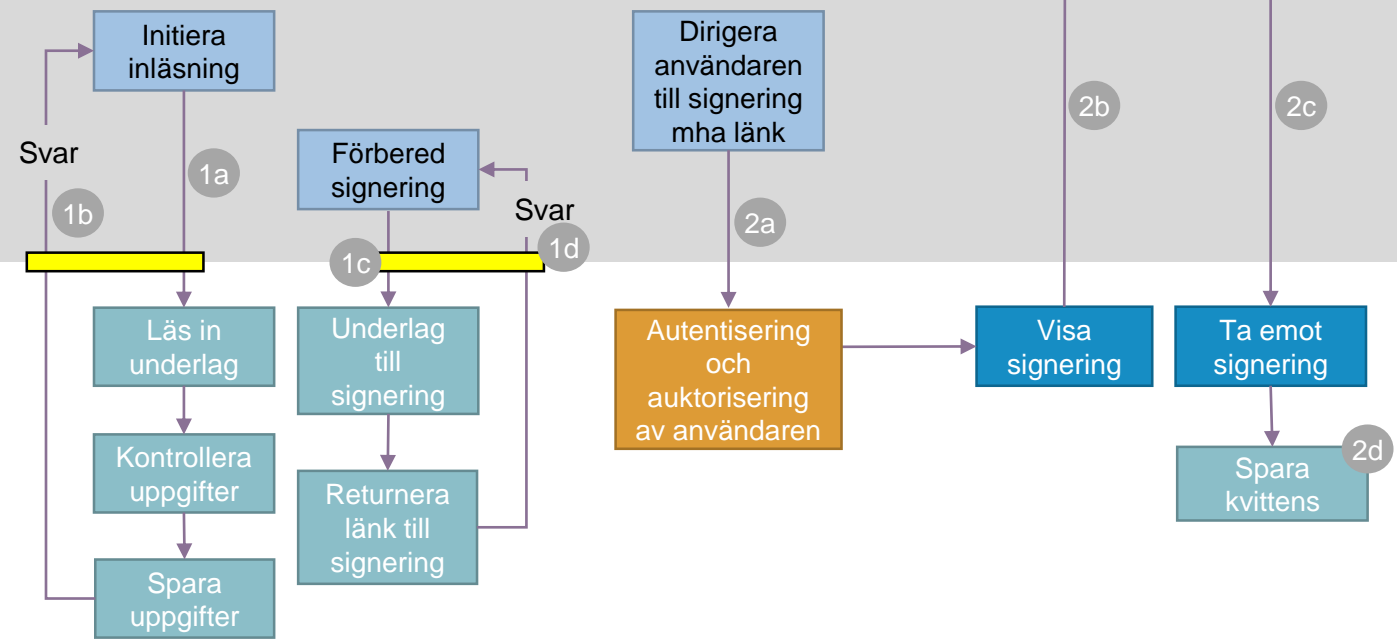 Initiera
inläsning
Svar
1a
1b
Förbered
signering
Svar
1c
1d
Dirigera
användaren
till signering
mha länk
2a
2b
2c
Läs in
underlag
Kontrollera
uppgifter
Spara
uppgifter
Underlag
till
signering
Returnera
länk till
signering
Autentisering
och
auktorisering
av användaren
Visa
signering
Ta emot
signering
2d
Spara
kvittens